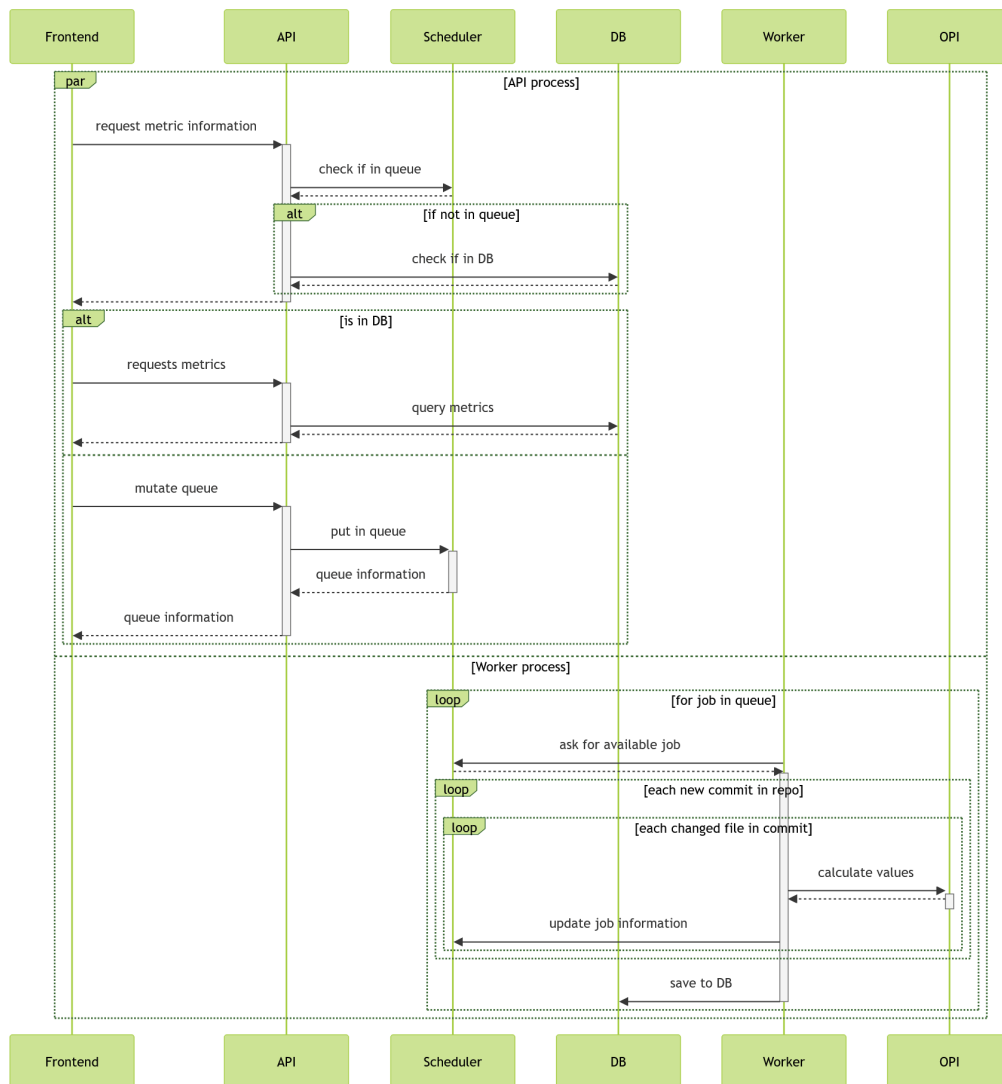 Frontend API Scheduler DB Worker OPI
par [API process]
request metric information
check if in queue
alt [if not in queue]
check if in DB
alt [is in DB]
requests metrics
query metrics
mutate queue
put in queue
queue information
queue information
[Worker process]
loop [for job in queue]
ask for available job
loop [each new commit in repo]
loop [each changed file in commit]
calculate values
update job information
save to DB
Frontend API Scheduler DB Worker OPI